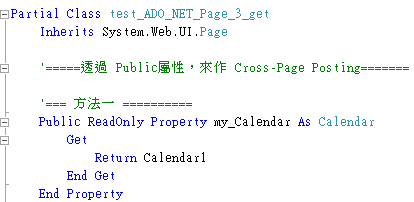 Partial Class test_ADO_NET_Page_3_get
Inherits System.Web.UI.Page
'=====透過 Public屬性，來作 Cross-Page Posting=======
'=== 方法一 ==========
Public ReadOnly Property my_Calendar As Calendar
Get
Return Calendar1
End Get
End Property